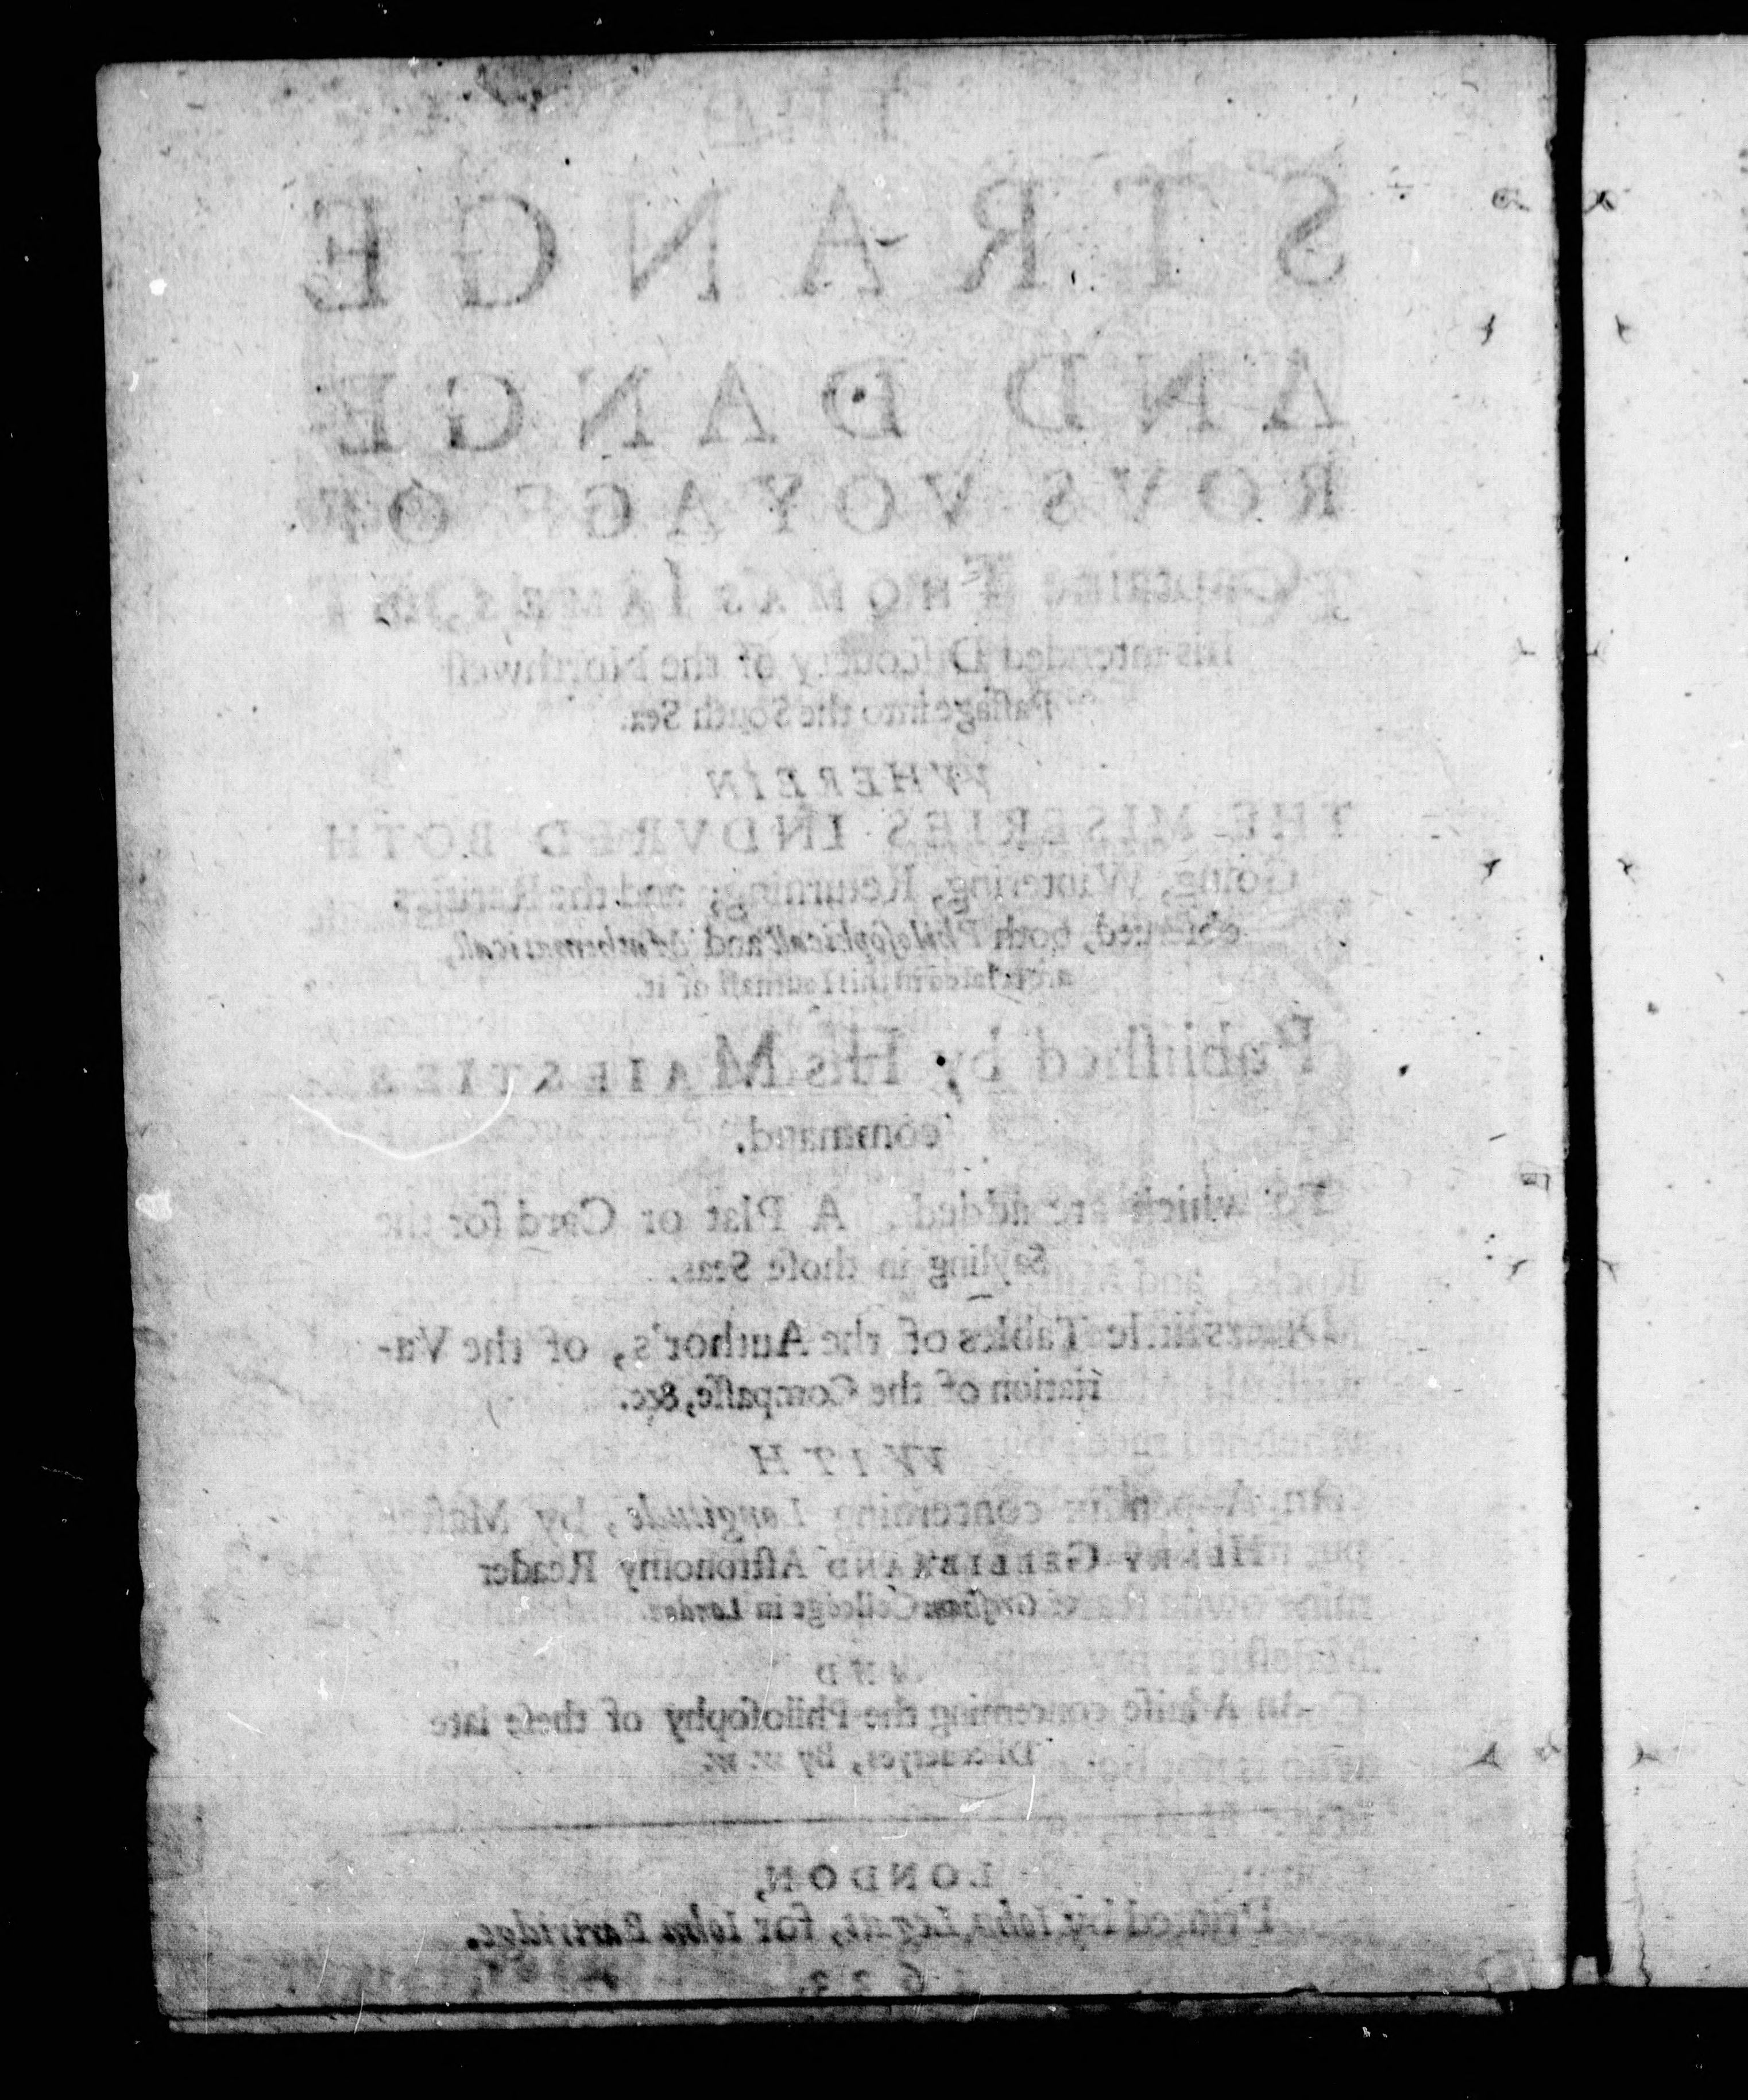 THE
STRANGE
AND DANGE
ROVS VOYAGE OF
Captaine THOMAS IAMES, in
his intended Discouery of the Northwest
Passage into the South Sea.
VVHEREIN
THE MISERIES INDVRED BOTH
Going, Wintering, Returning; and the Rarities
obserued, both Philosophicall and Mathematicall,
are related in this Iournall of it.
Published by HIS MAIESTIES
command.
To which are added, A Plat or Card for the
Sayling in those Seas.
Diuers little Tables of the Author's, of the Va-
riation of the Compasse, &c.
VVITH
An Appendix concerning Longitude, by Master
HENRY GELLIBRAND Astronomy Reader
of Gresham Colledge in London.
AND
An Aduise concerning the Philosophy of these late
Discoueryes, By W. W.
LONDON,
Printed by Iohn Legatt, for Iohn Partridge.
1633.